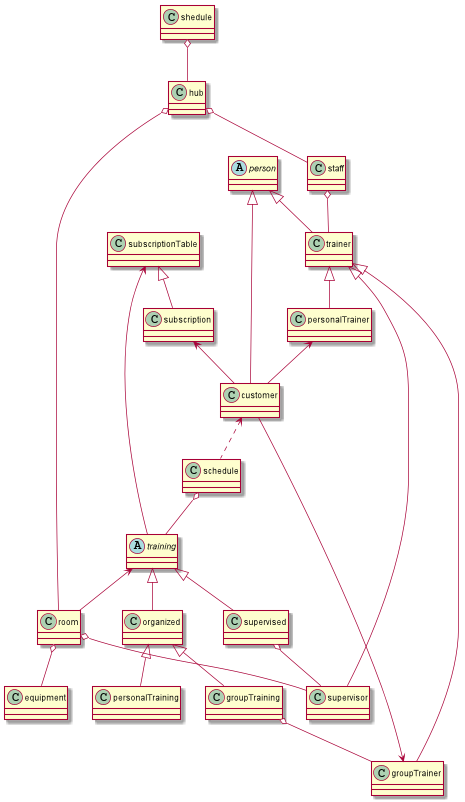 C shedule
C hub
A person
C staff
C subscriptionTable
C trainer
C subscription
C personalTrainer
C customer
C schedule
A training
C room
C organized
C supervised
C equipment
C personalTraining
C groupTraining
C supervisor
C groupTrainer